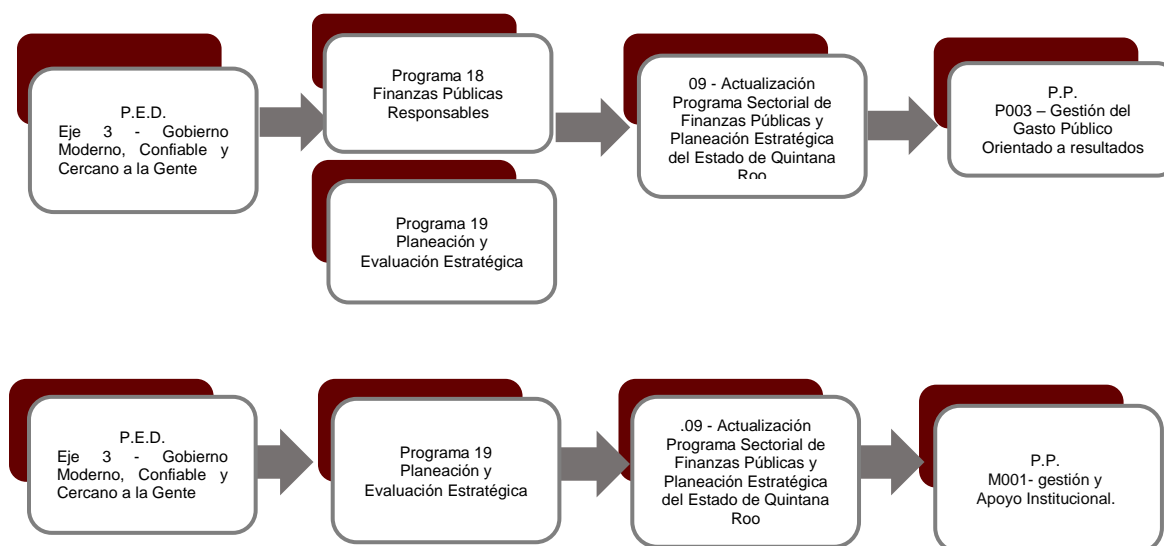 P.E.D.
Eje 3 - Gobierno
Moderno, Confiable y
Cercano a la Gente
Programa 18
Finanzas Públicas
Responsables
Programa 19
Planeación y
Evaluación Estratégica
09 - Actualización
Programa Sectorial de
Finanzas Públicas y
Planeación Estratégica
del Estado de Quintana
Roo
P.P.
P003 – Gestión del
Gasto Público
Orientado a resultados
P.E.D.
Eje 3 - Gobierno
Moderno, Confiable y
Cercano a la Gente
Programa 19
Planeación y
Evaluación Estratégica
.09 - Actualización
Programa Sectorial de
Finanzas Públicas y
Planeación Estratégica
del Estado de Quintana
Roo
P.P.
M001- gestión y
Apoyo Institucional.